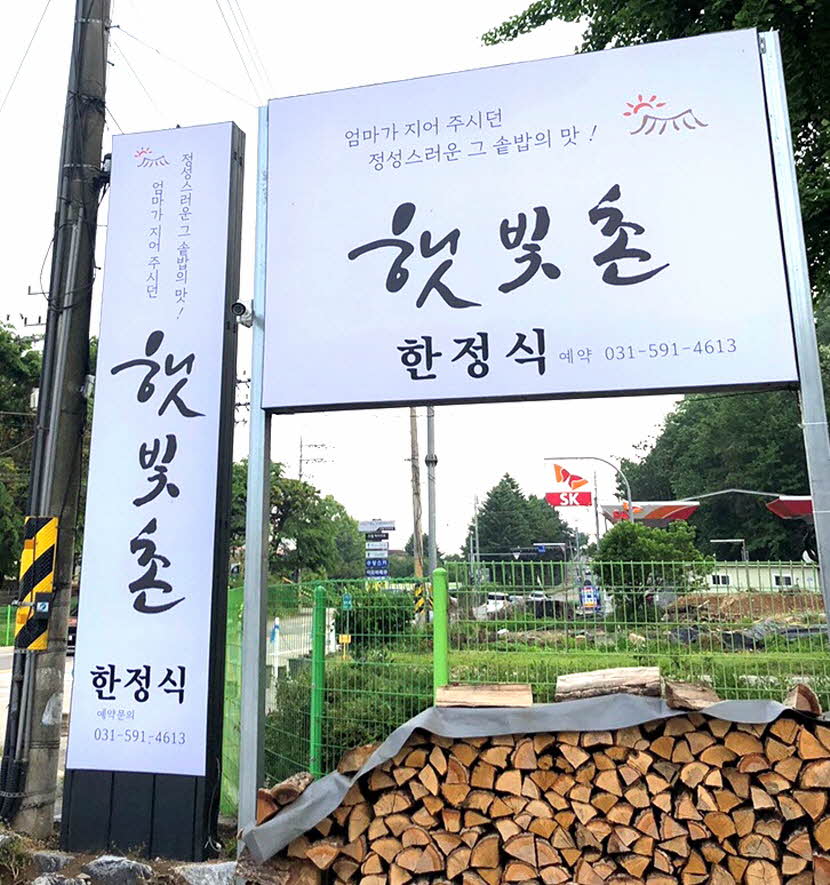 엄마가 지어 주시던
정성스러운 그 솥밥의 맛!
햇빛촌
한정식 예약 031-591-4613
엄마가 지어 주시던
정성스러운 그 솥밥의 맛!
햇빛촌
한정식
예약문의
031-591-4613
SK